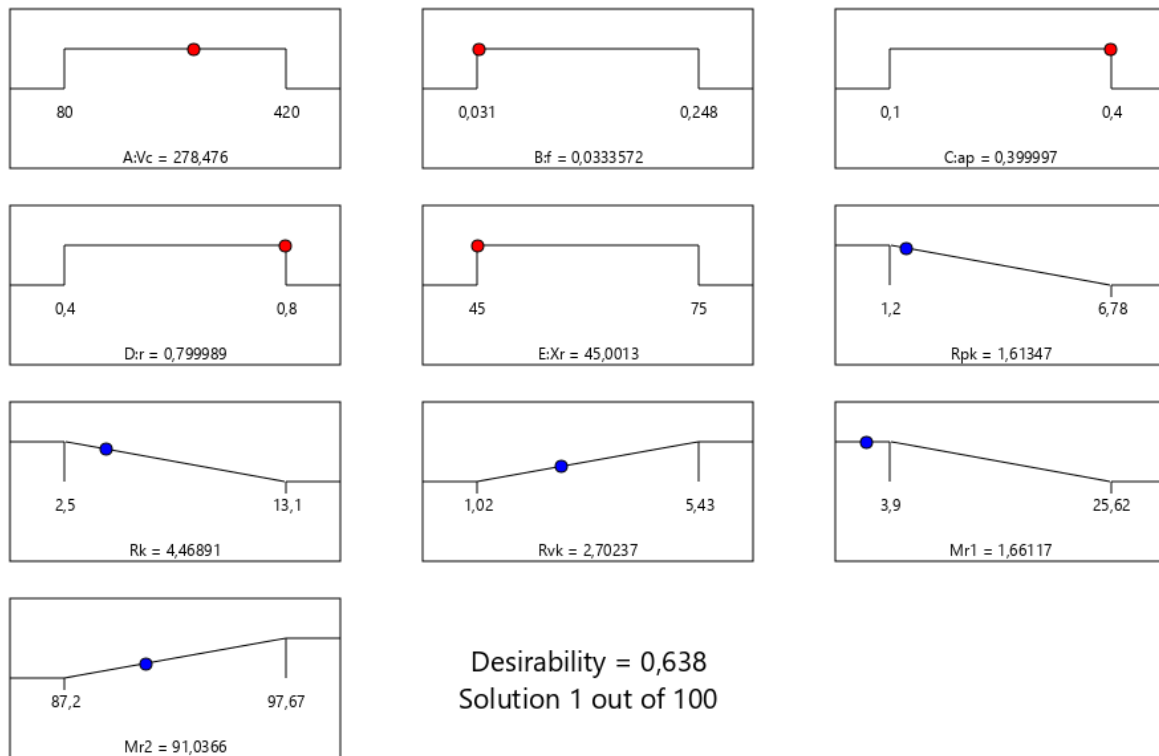 80 420
A:Vc = 278,476
0,031 0,248
B:f = 0,0333572
0,1 0,4
C:ap = 0,399997
0,4 0,8
D:r = 0,799989
45 75
E:Xr = 45,0013
1,2 6,78
Rpk = 1,61347
2,5 13,1
Rk = 4,46891
1,02 5,43
Rvk = 2,70237
3,9 25,62
Mr1 = 1,66117
87,2 97,67
Mr2 = 91,0366
Desirability = 0,638
Solution 1 out of 100